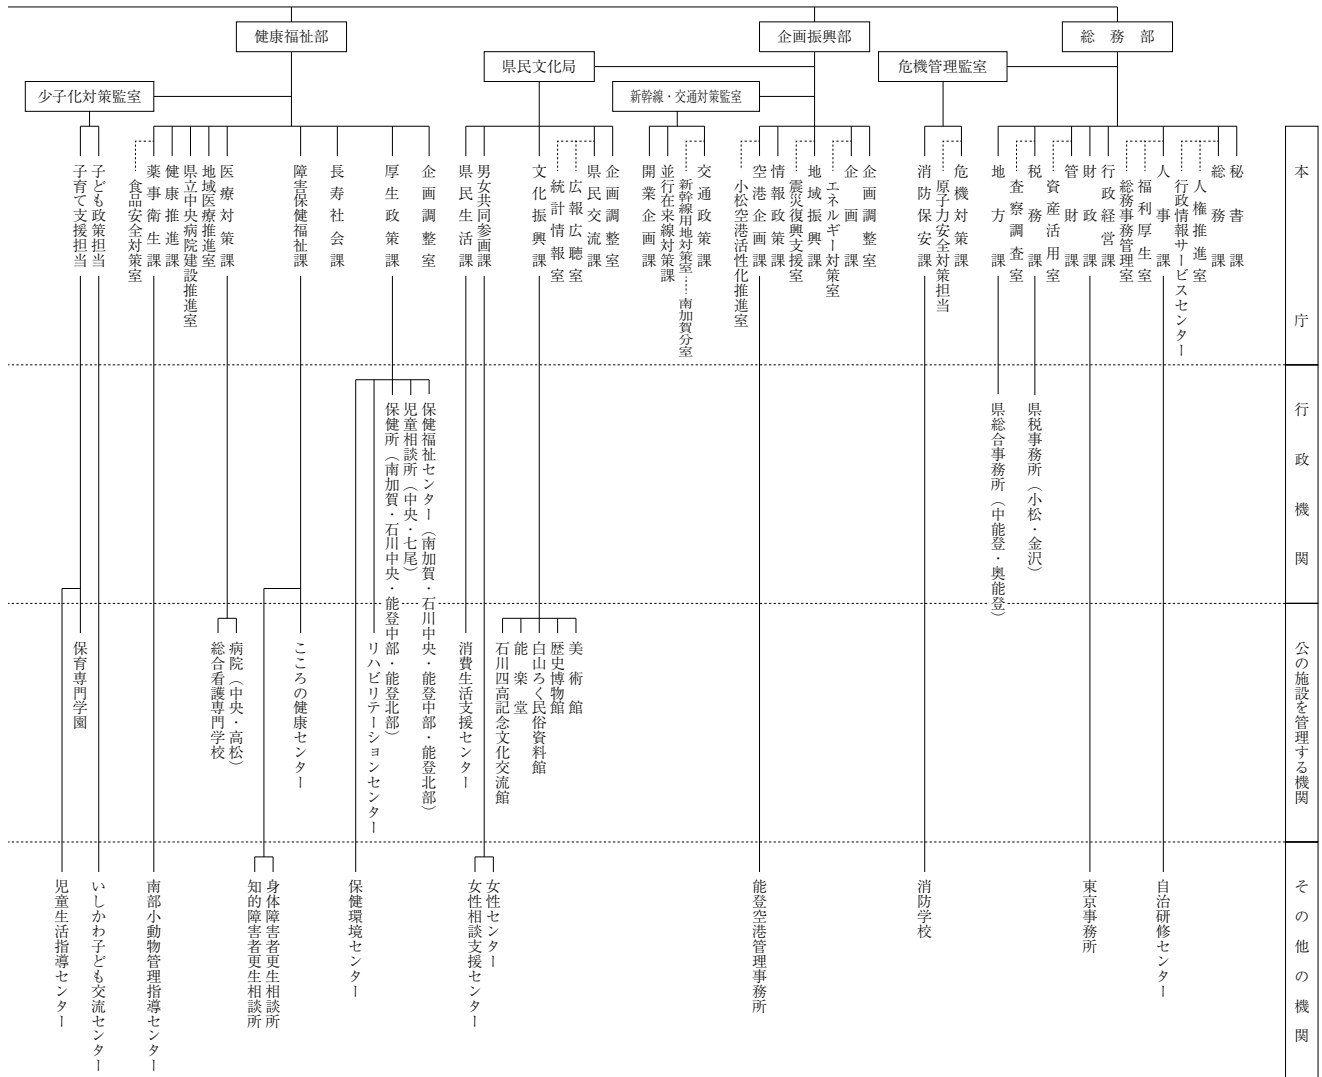 総務部
企画振興部
健康福祉部
危機管理監室
県民文化局
新幹線・交通対策監室
少子化対策監室
本庁
秘書課
総務課
人権推進室
行政情報サービスセンター
人事課
福利厚生室
総務事務管理室
行政経営課
財政課
管財課
資産活用室
税務課
査察調査室
地方課
危機対策課
原子力安全対策担当
消防保安課
企画調整室
企画課
エネルギー対策室
地域振興課
震災復興支援室
情報政策課
空港企画課
小松空港活性化推進室
交通政策課
新幹線用地対策室……南加賀分室
並行在来線対策課
開業企画課
企画調整室
県民交流課
広報広聴室
統計情報室
文化振興課
男女共同参画課
県民生活課
企画調整室
厚生政策課
長寿社会課
障害保健福祉課
医療対策課
地域医療推進室
県立中央病院建設推進室
健康推進課
薬事衛生課
食品安全対策室
子ども政策担当
子育て支援担当
行政機関
県税事務所(小松・金沢)
県総合事務所(中能登・奥能登)
保健福祉センター(南加賀・石川中央・能登中部・能登北部)
児童相談所(中央・七尾)
保健所(南加賀・石川中央・能登中部・能登北部)
公の施設を管理する機関
美術館
歴史博物館
白山ろく民俗資料館
能楽堂
石川四高記念文化交流館
消費生活支援センター
リハビリテーションセンター
こころの健康センター
病院(中央・高松)
総合看護専門学校
保育専門学園
その他の機関
自治研修センター
東京事務所
消防学校
能登空港管理事務所
女性センター
女性相談支援センター
保健環境センター
身体障害者更生相談所
知的障害者更生相談所
南部小動物管理指導センター
いしかわ子ども交流センター
児童生活指導センター